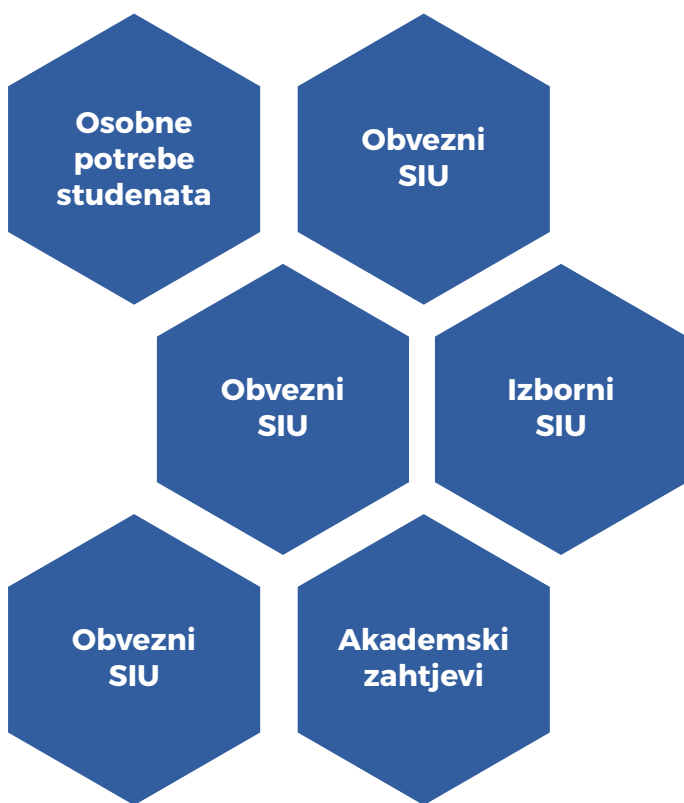 Osobne
potrebe
studenata
Obvezni
SIU
Obvezni
SIU
Izborni
SIU
Obvezni
SIU
Akademski
zahtjevi